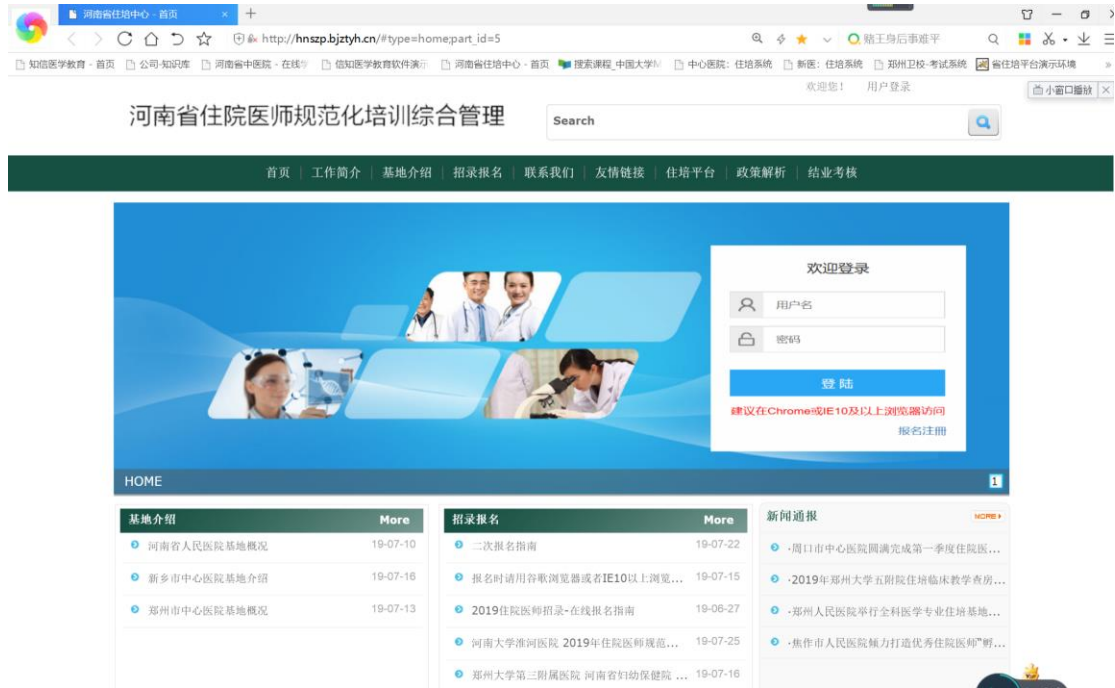 河南省住培中心 - 首页
http://hnszp.bjztyh.cn/#type=home;part_id=5
赌王身后事难平
知信医学教育 - 首页 公司-知识库 河南省中医院 - 在线 信知医学教育软件演示 河南省住培中心 - 首页 搜索课程_中国大学M 中心医院：住培系统 新医：住培系统 郑州卫校-考试系统 省住培平台演示环境
欢迎您！ 用户登录
小窗口播放
河南省住院医师规范化培训综合管理
Search
首页 | 工作简介 | 基地介绍 | 招录报名 | 联系我们 | 友情链接 | 住培平台 | 政策解析 | 结业考核
欢迎登录
用户名
密码
登 陆
建议在Chrome或IE10及以上浏览器访问
报名注册
HOME
1
基地介绍 More
河南省人民医院基地概况 19-07-10
新乡市中心医院基地介绍 19-07-16
郑州市中心医院基地概况 19-07-13
招录报名 More
二次报名指南 19-07-22
报名时请用谷歌浏览器或者IE10以上浏览... 19-07-15
2019住院医师招录-在线报名指南 19-06-27
河南大学淮河医院 2019年住院医师规范... 19-07-25
郑州大学第三附属医院 河南省妇幼保健院 ... 19-07-16
新闻通报 MORE
·周口市中心医院圆满完成第一季度住院医...
·2019年郑州大学五附院住培临床教学查房...
·郑州人民医院举行全科医学专业住培基地...
·焦作市人民医院倾力打造优秀住院医师"孵...